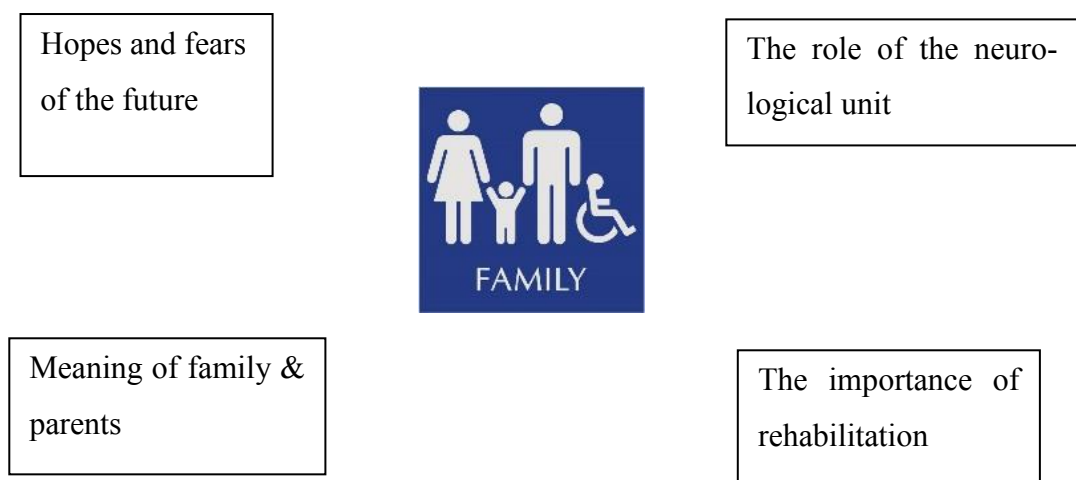 Hopes and fears
of the future
The role of the neuro-
logical unit
FAMILY
Meaning of family &
parents
The importance of
rehabilitation